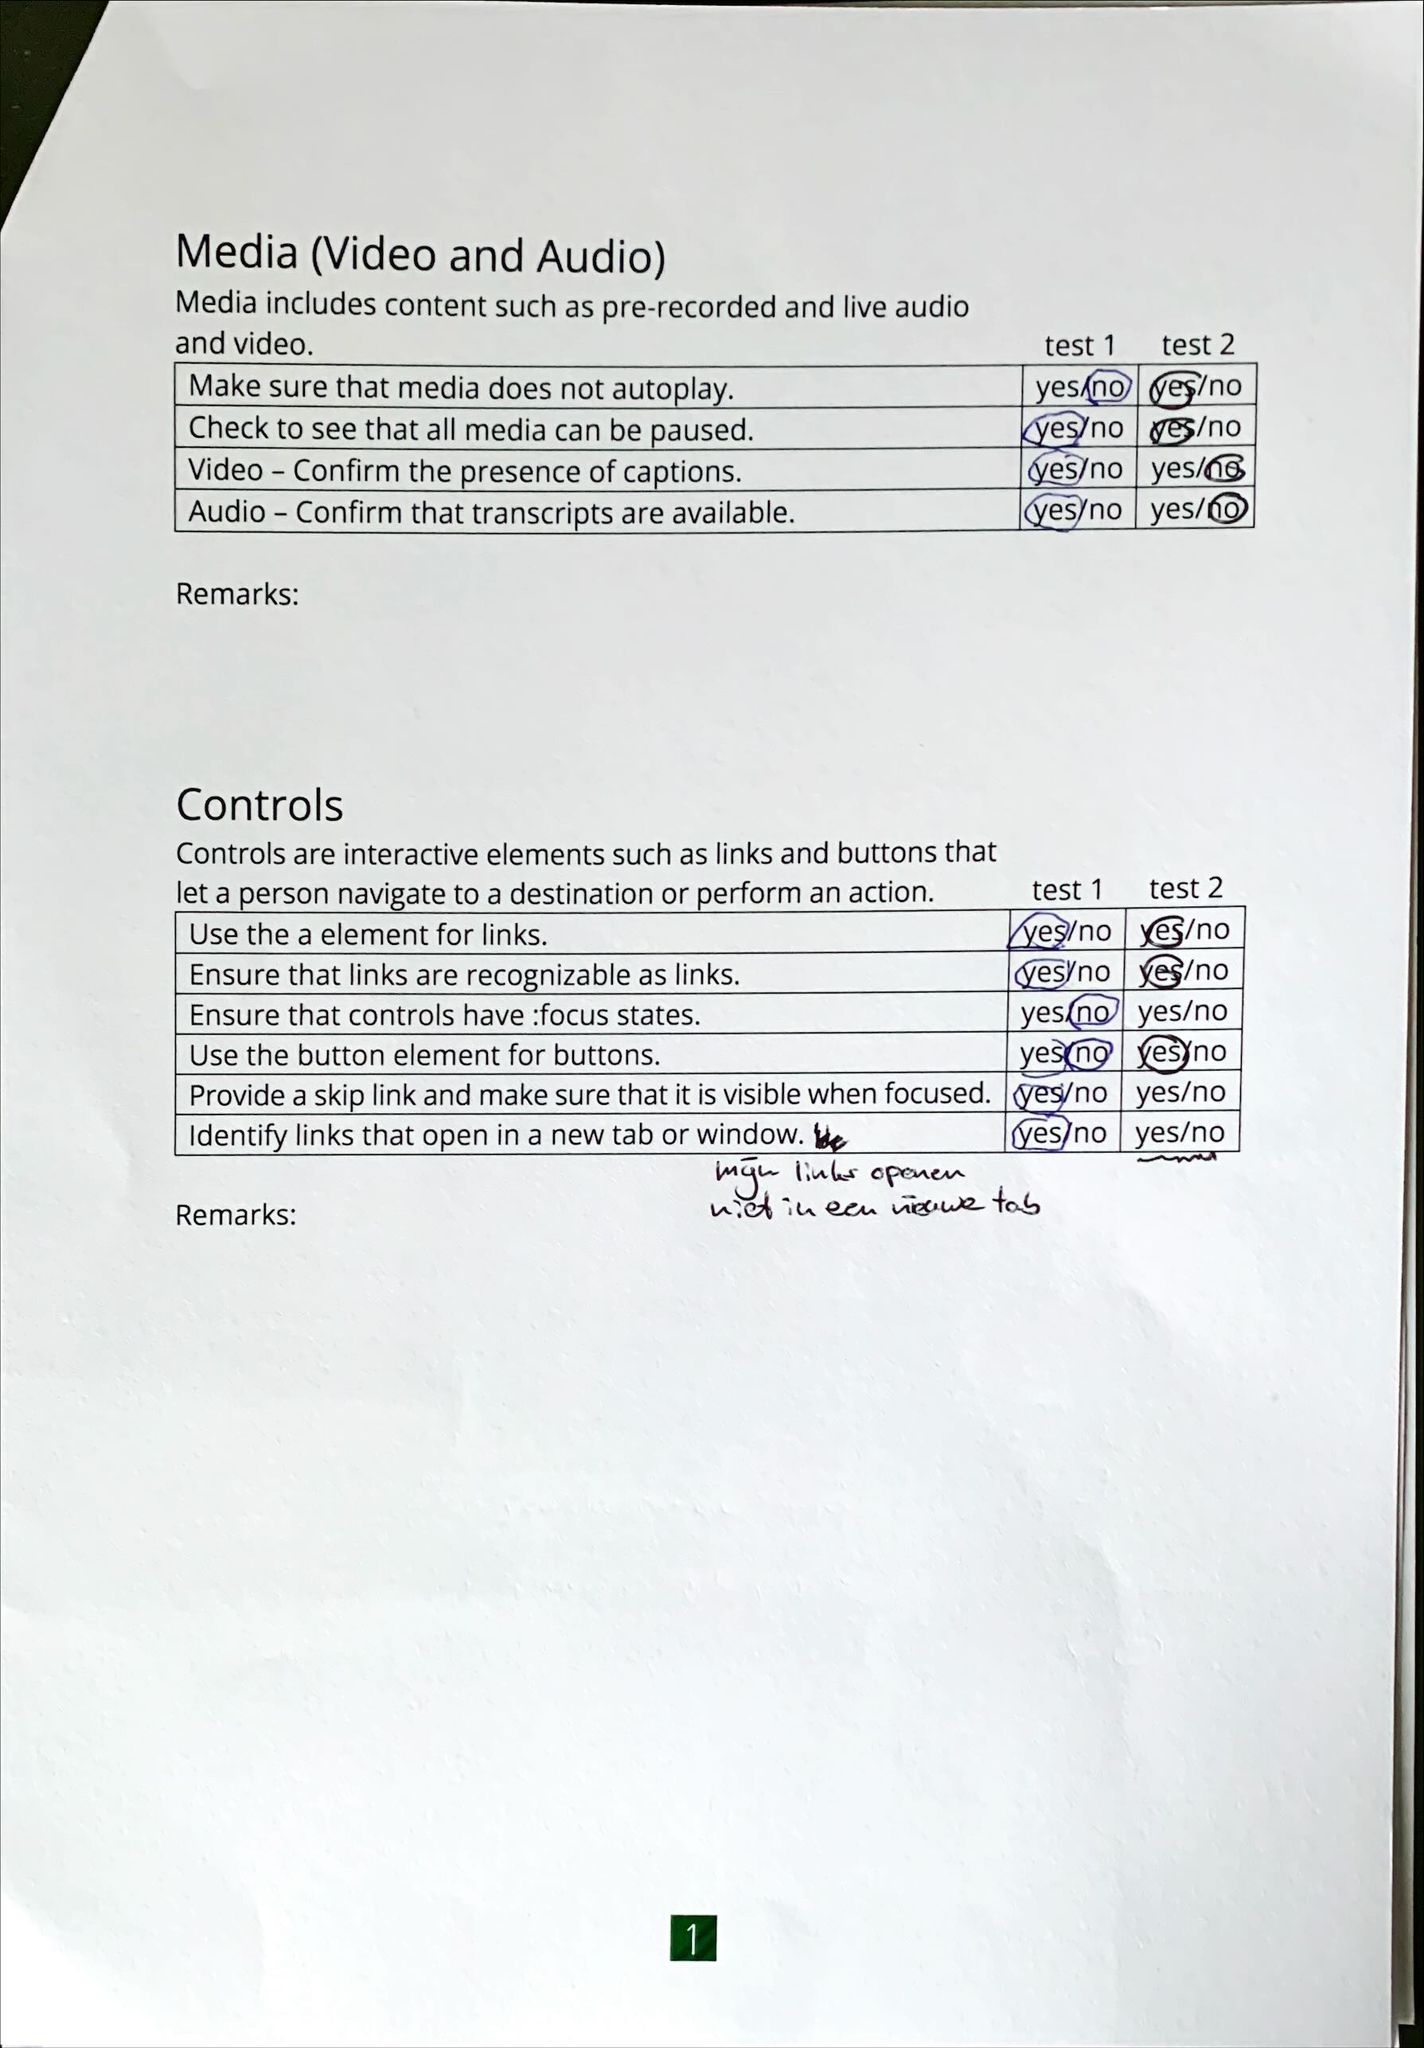 Media (Video and Audio)
Media includes content such as pre-recorded and live audio
and video. test 1 test 2
Make sure that media does not autoplay. yes/no yes/no
Check to see that all media can be paused. yes/no yes/no
Video – Confirm the presence of captions. yes/no yes/no
Audio – Confirm that transcripts are available. yes/no yes/no
Remarks:
Controls
Controls are interactive elements such as links and buttons that
let a person navigate to a destination or perform an action. test 1 test 2
Use the a element for links. yes/no yes/no
Ensure that links are recognizable as links. yes/no yes/no
Ensure that controls have :focus states. yes/no yes/no
Use the button element for buttons. yes/no yes/no
Provide a skip link and make sure that it is visible when focused. yes/no yes/no
Identify links that open in a new tab or window. yes/no yes/no
mijn links openen
niet in een nieuwe tab
Remarks:
1